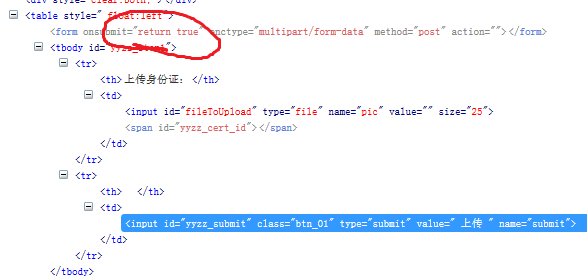 <div style="clear:both;"></div>
<table style=" float:left">
<form onsubmit="return true" enctype="multipart/form-data" method="post" action=""></form>
<tbody id="yyzz_html">
<tr>
<th>上传身份证：</th>
<td>
<input id="fileToUpload" type="file" name="pic" value="" size="25">
<span id="yyzz_cert_id"></span>
</td>
</tr>
<tr>
<th> </th>
<td>
<input id="yyzz_submit" class="btn_01" type="submit" value=" 上传 " name="submit">
</td>
</tr>
</tbody>